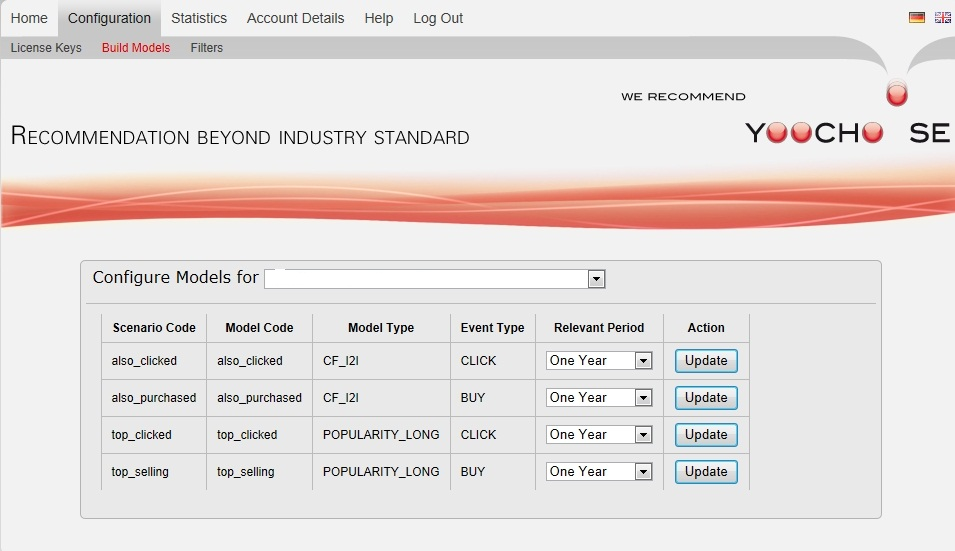 Home Configuration Statistics Account Details Help Log Out
License Keys Build Models Filters
WE RECOMMEND
YOOCHOOSE
RECOMMENDATION BEYOND INDUSTRY STANDARD
Configure Models for
Scenario Code Model Code Model Type Event Type Relevant Period Action
also_clicked also_clicked CF_I2I CLICK One Year Update
also_purchased also_purchased CF_I2I BUY One Year Update
top_clicked top_clicked POPULARITY_LONG CLICK One Year Update
top_selling top_selling POPULARITY_LONG BUY One Year Update